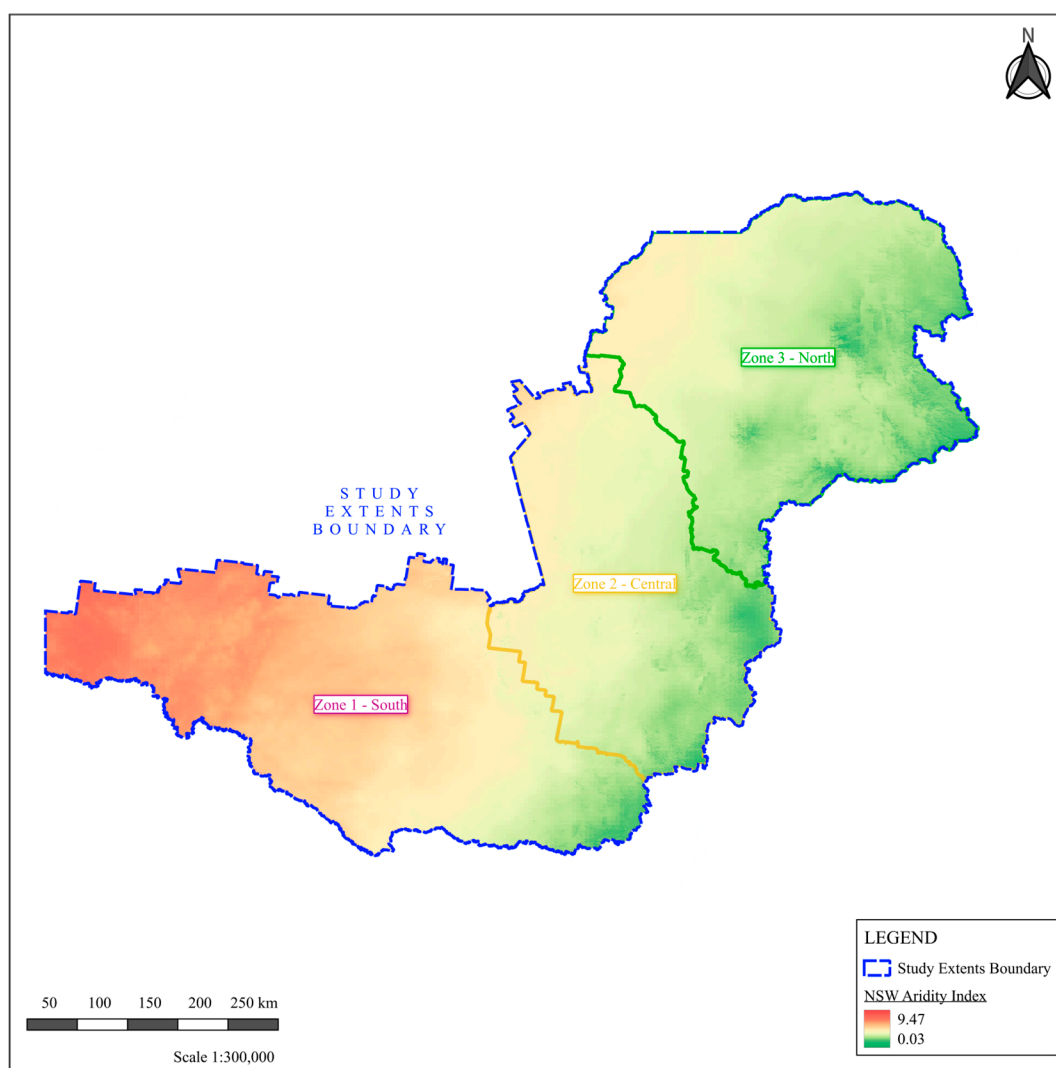 N
Zone 3 - North
STUDY
EXTENTS
BOUNDARY
Zone 2 - Central
Zone 1 - South
LEGEND
Study Extents Boundary
NSW Aridity Index
9.47
0.03
50 100 150 200 250 km
Scale 1:300,000